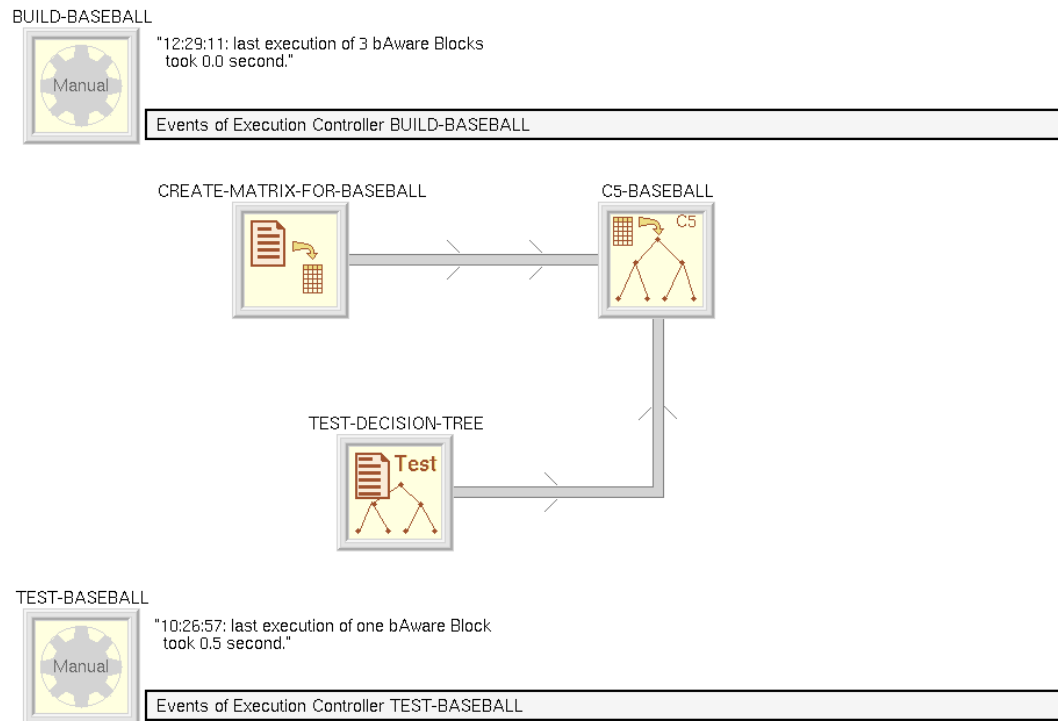 BUILD-BASEBALL
Manual
"12:29:11: last execution of 3 bAware Blocks
took 0.0 second."
Events of Execution Controller BUILD-BASEBALL
CREATE-MATRIX-FOR-BASEBALL
C5-BASEBALL
C5
TEST-DECISION-TREE
Test
TEST-BASEBALL
Manual
"10:26:57: last execution of one bAware Block
took 0.5 second."
Events of Execution Controller TEST-BASEBALL